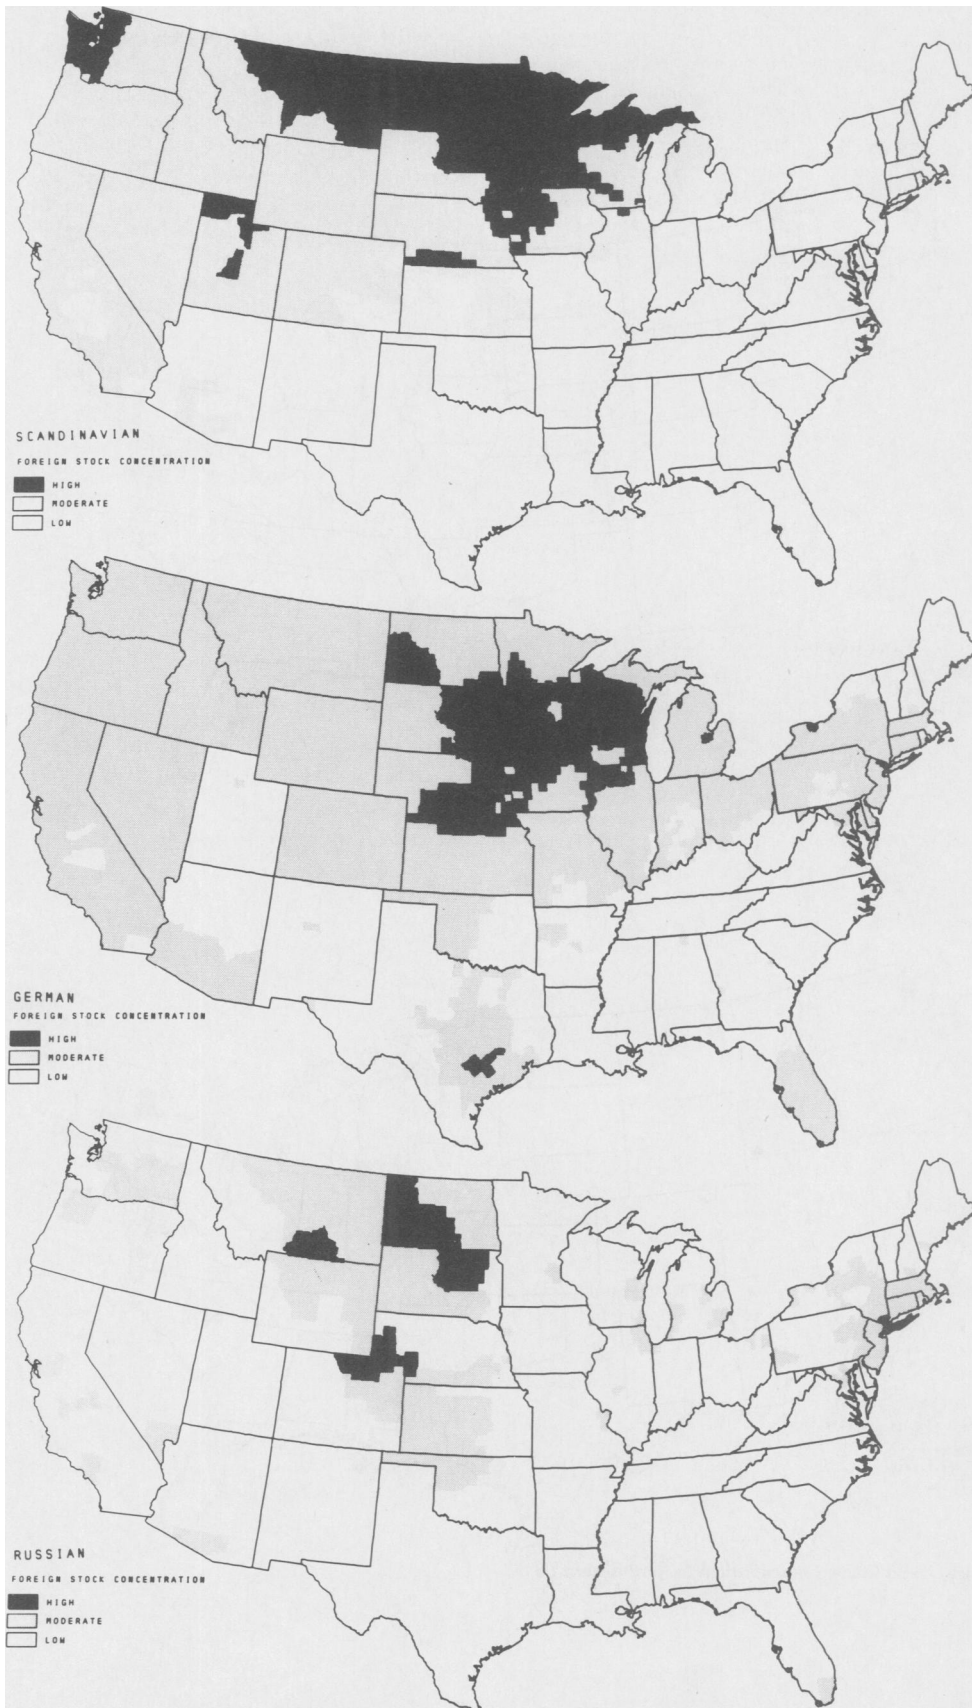 SCANDINAVIAN
FOREIGN STOCK CONCENTRATION
HIGH
MODERATE
LOW
GERMAN
FOREIGN STOCK CONCENTRATION
HIGH
MODERATE
LOW
RUSSIAN
FOREIGN STOCK CONCENTRATION
HIGH
MODERATE
LOW